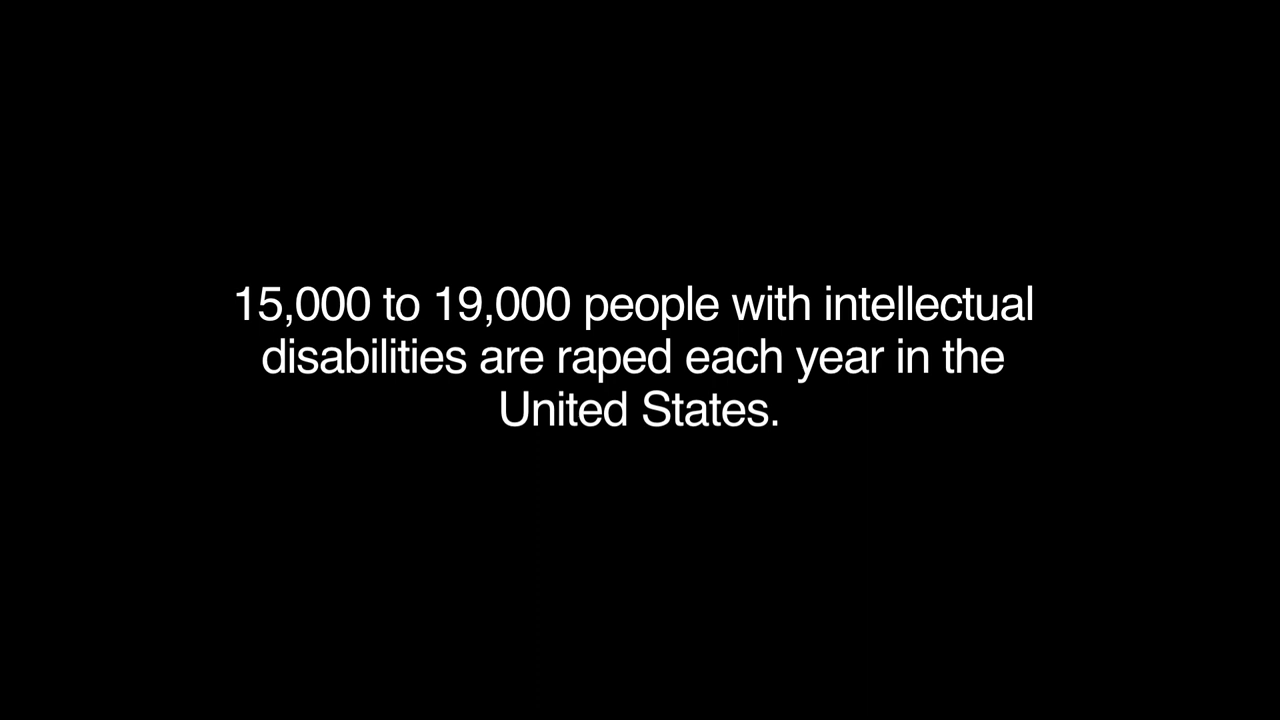 15,000 to 19,000 people with intellectual
disabilities are raped each year in the
United States.